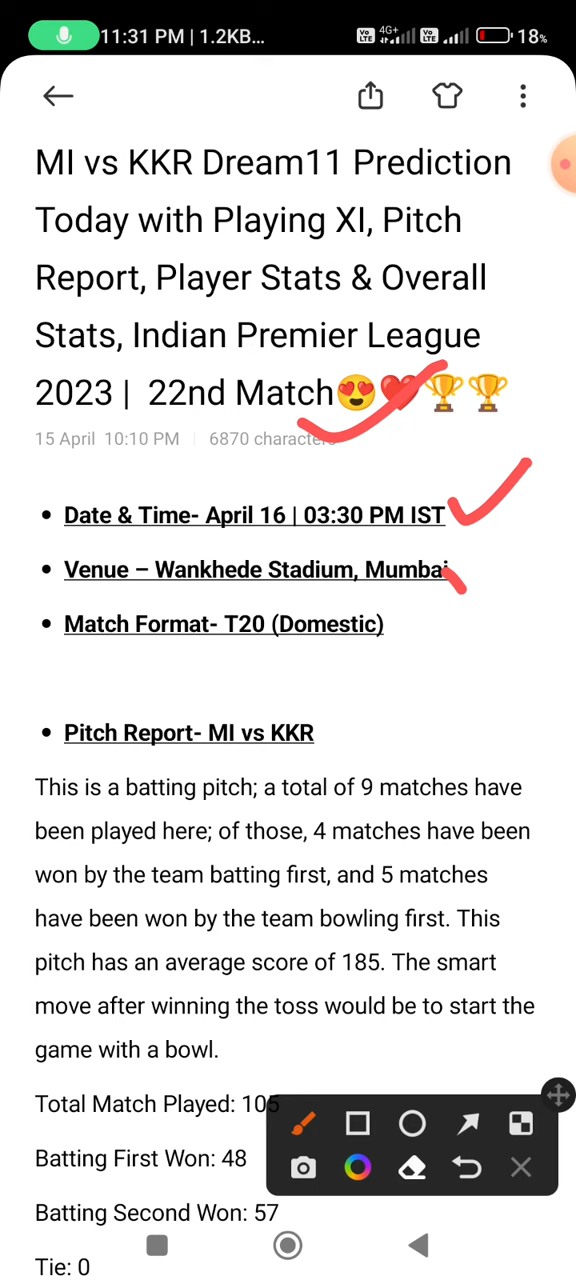 11:31 PM | 1.2KB...
Vo LTE 4G+ Vo LTE 18%
MI vs KKR Dream11 Prediction
Today with Playing XI, Pitch
Report, Player Stats & Overall
Stats, Indian Premier League
2023 | 22nd Match😍❤️🏆🏆
15 April 10:10 PM | 6870 characters
• Date & Time- April 16 | 03:30 PM IST
• Venue – Wankhede Stadium, Mumbai
• Match Format- T20 (Domestic)
• Pitch Report- MI vs KKR
This is a batting pitch; a total of 9 matches have
been played here; of those, 4 matches have been
won by the team batting first, and 5 matches
have been won by the team bowling first. This
pitch has an average score of 185. The smart
move after winning the toss would be to start the
game with a bowl.
Total Match Played: 105
Batting First Won: 48
Batting Second Won: 57
Tie: 0